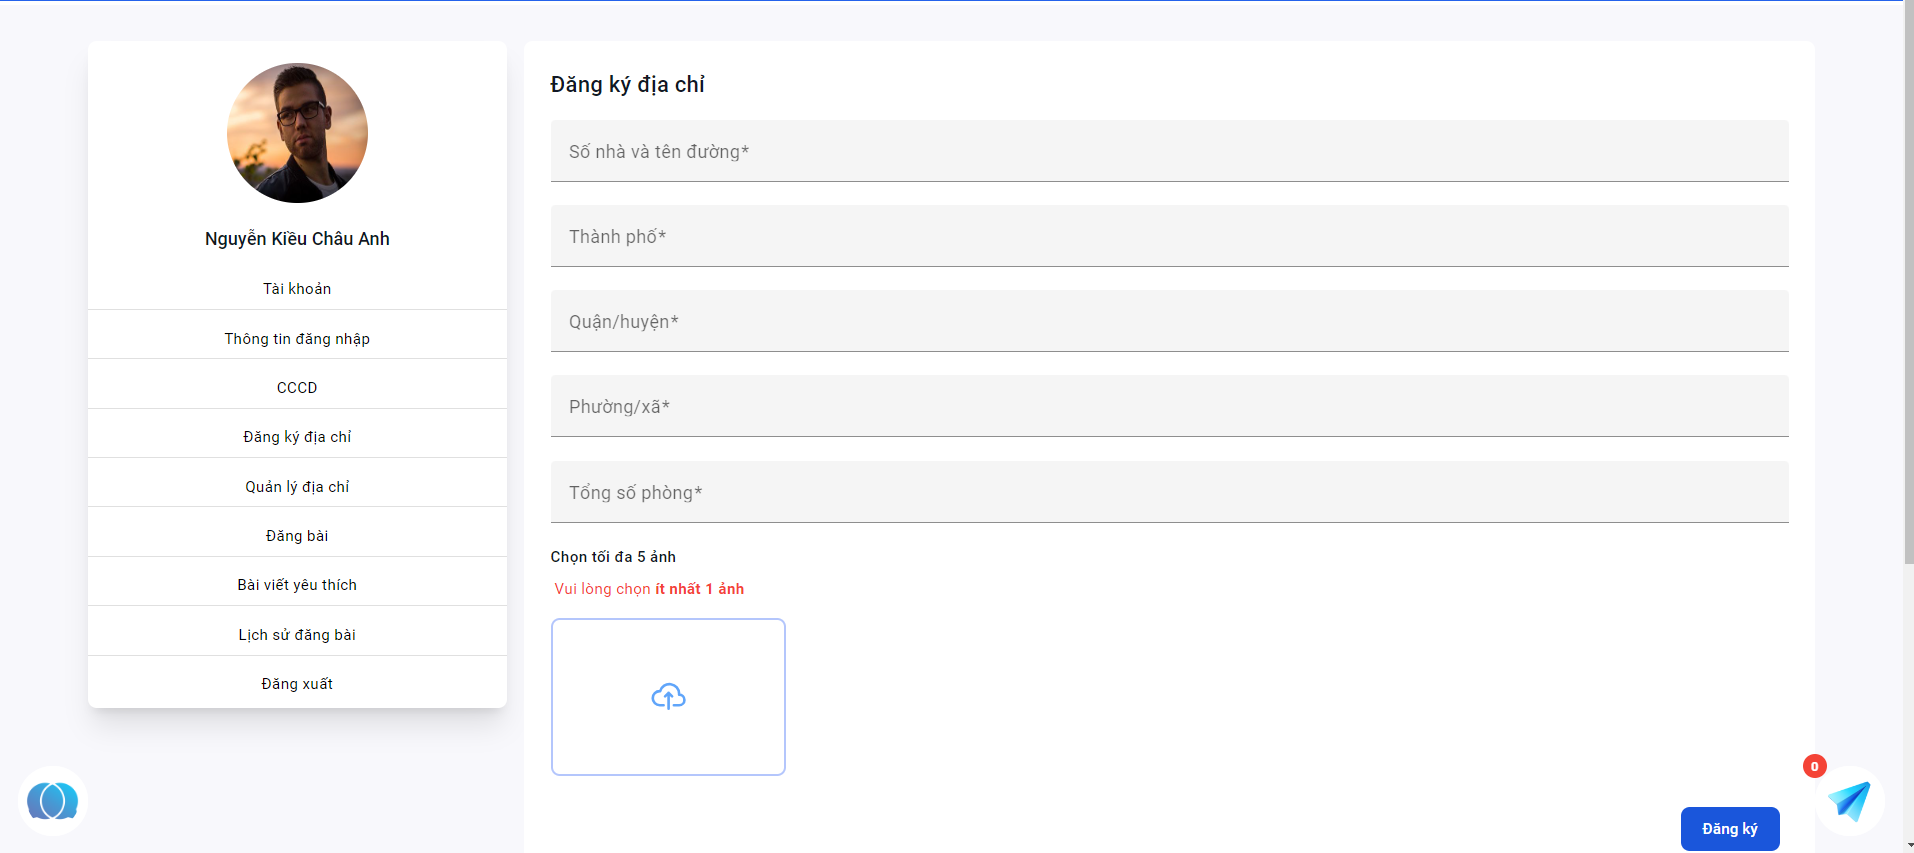 Nguyễn Kiều Châu Anh
Tài khoản
Thông tin đăng nhập
CCCD
Đăng ký địa chỉ
Quản lý địa chỉ
Đăng bài
Bài viết yêu thích
Lịch sử đăng bài
Đăng xuất
Đăng ký địa chỉ
Số nhà và tên đường*
Thành phố*
Quận/huyện*
Phường/xã*
Tổng số phòng*
Chọn tối đa 5 ảnh
Vui lòng chọn ít nhất 1 ảnh
Đăng ký
0